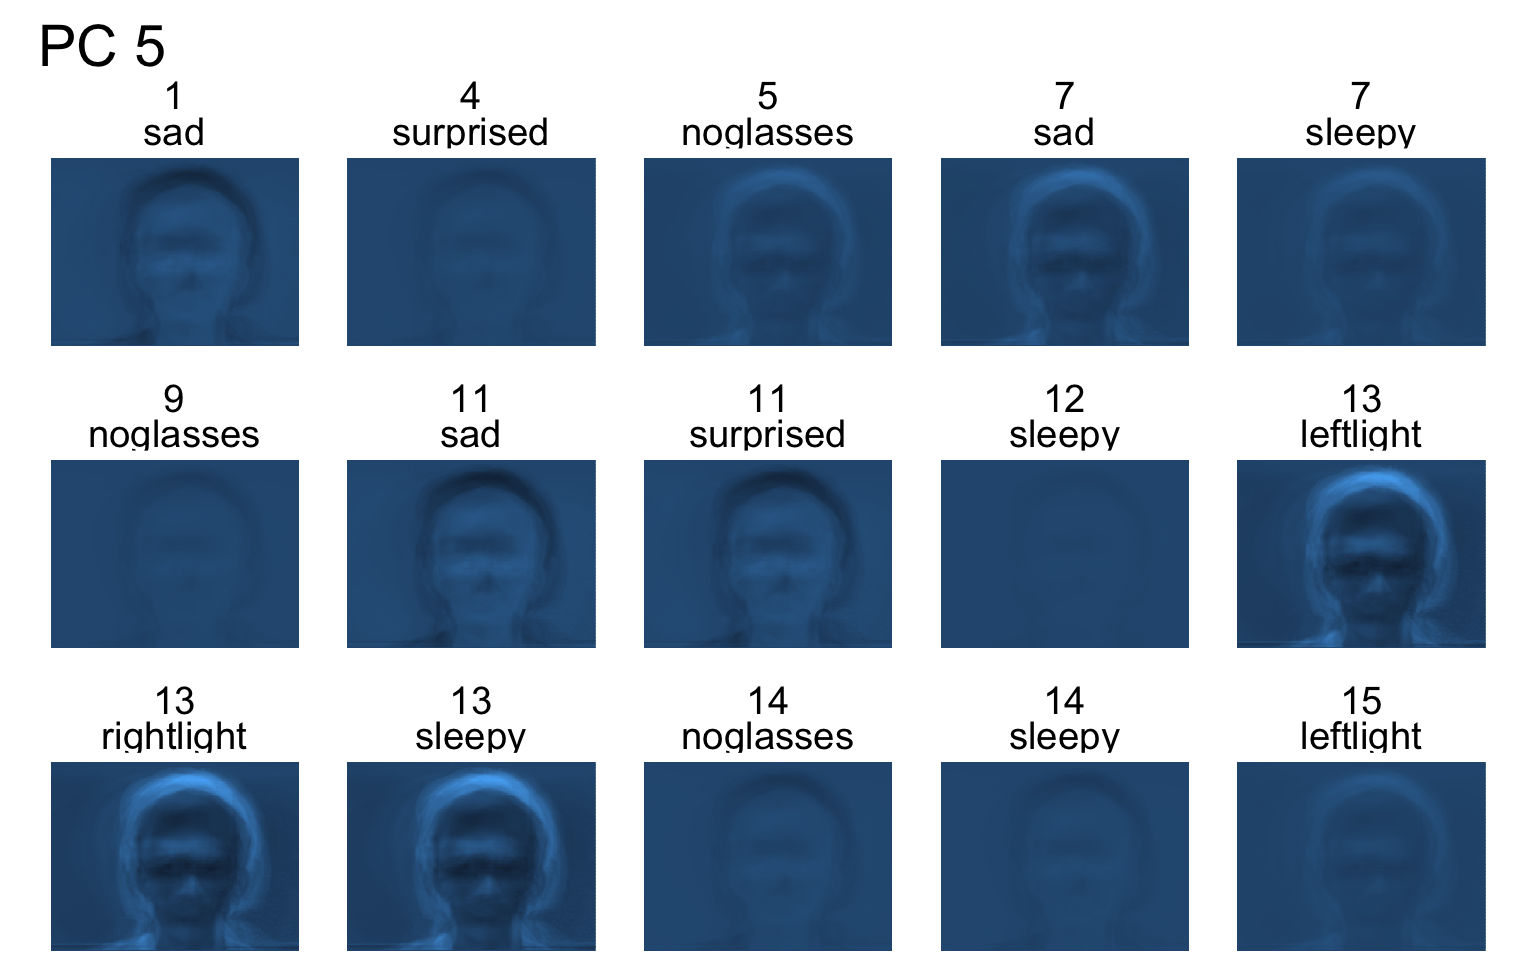 PC 5
1
sad
4
surprised
5
noglasses
7
sad
7
sleepy
9
noglasses
11
sad
11
surprised
12
sleepy
13
leftlight
13
rightlight
13
sleepy
14
noglasses
14
sleepy
15
leftlight